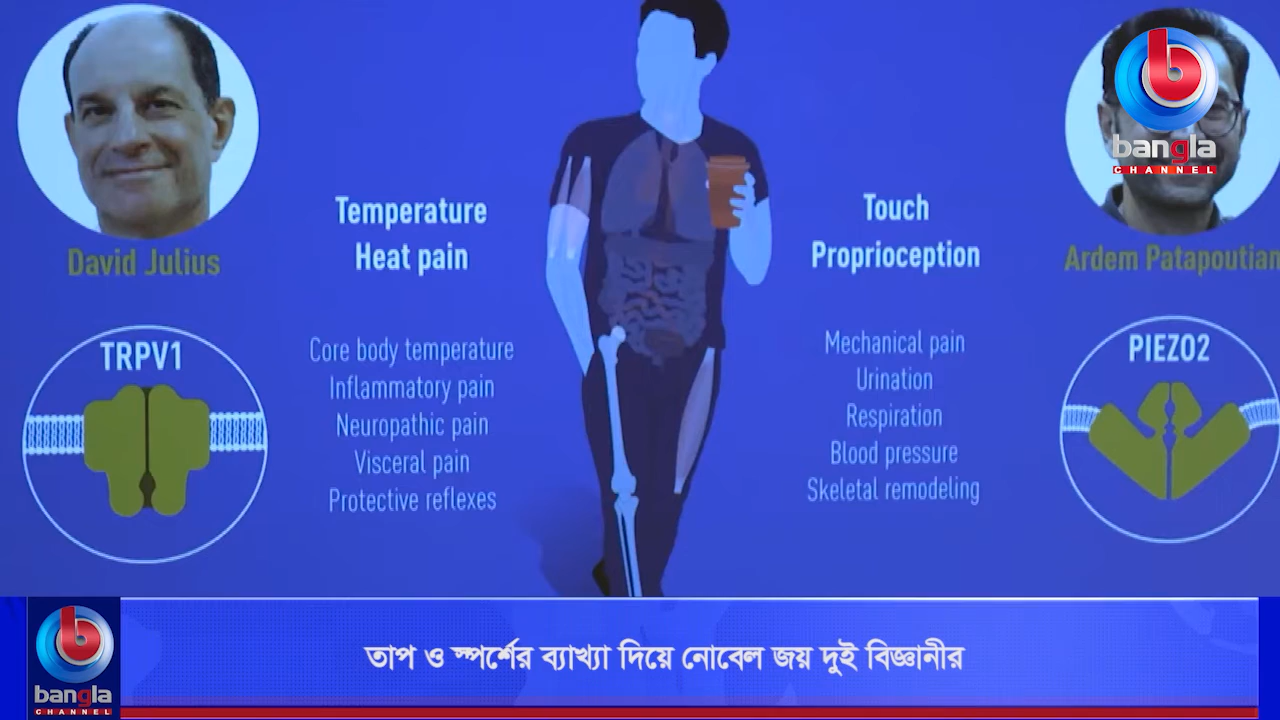 b
bangla
CHANNEL
David Julius
Temperature
Heat pain
Touch
Proprioception
Ardem Patapoutian
TRPV1
Core body temperature
Inflammatory pain
Neuropathic pain
Visceral pain
Protective reflexes
Mechanical pain
Urination
Respiration
Blood pressure
Skeletal remodeling
PIEZO2
b
bangla
CHANNEL
তাপ ও স্পর্শের ব্যাখ্যা দিয়ে নোবেল জয় দুই বিজ্ঞানীর